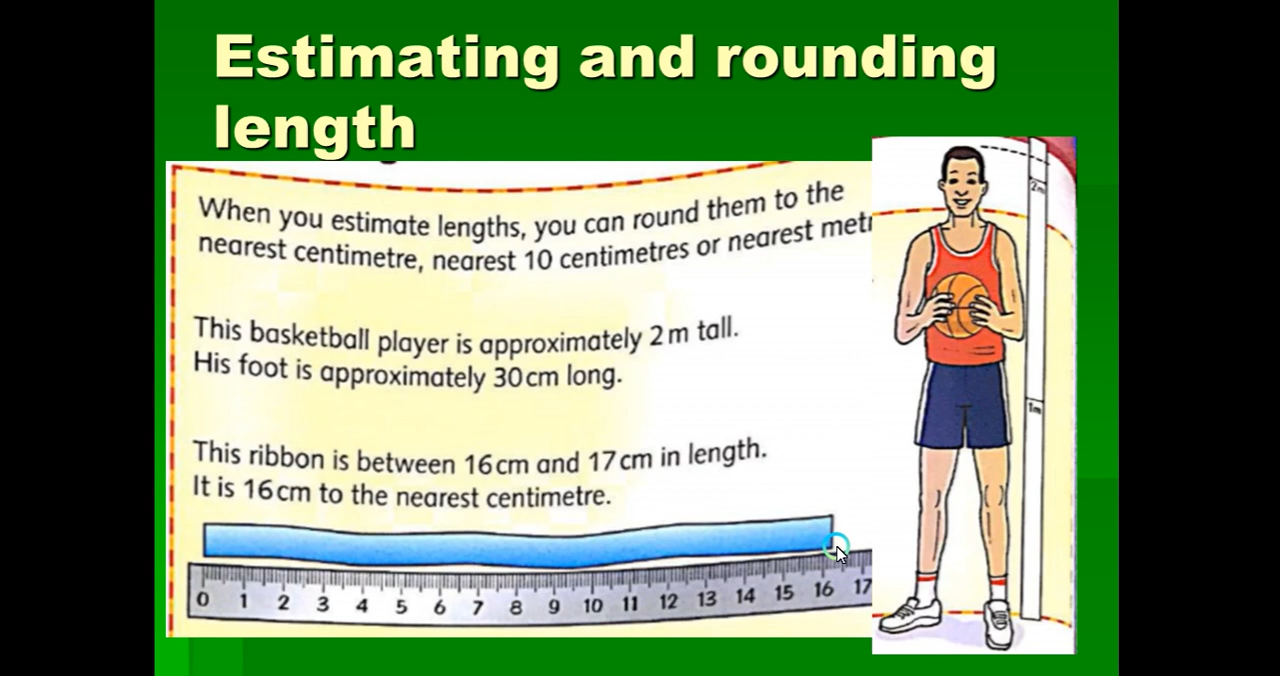 Estimating and rounding
length
When you estimate lengths, you can round them to the
nearest centimetre, nearest 10 centimetres or nearest metr
This basketball player is approximately 2 m tall.
His foot is approximately 30 cm long.
This ribbon is between 16 cm and 17 cm in length.
It is 16 cm to the nearest centimetre.
0 1 2 3 4 5 6 7 8 9 10 11 12 13 14 15 16 17
2m
1m